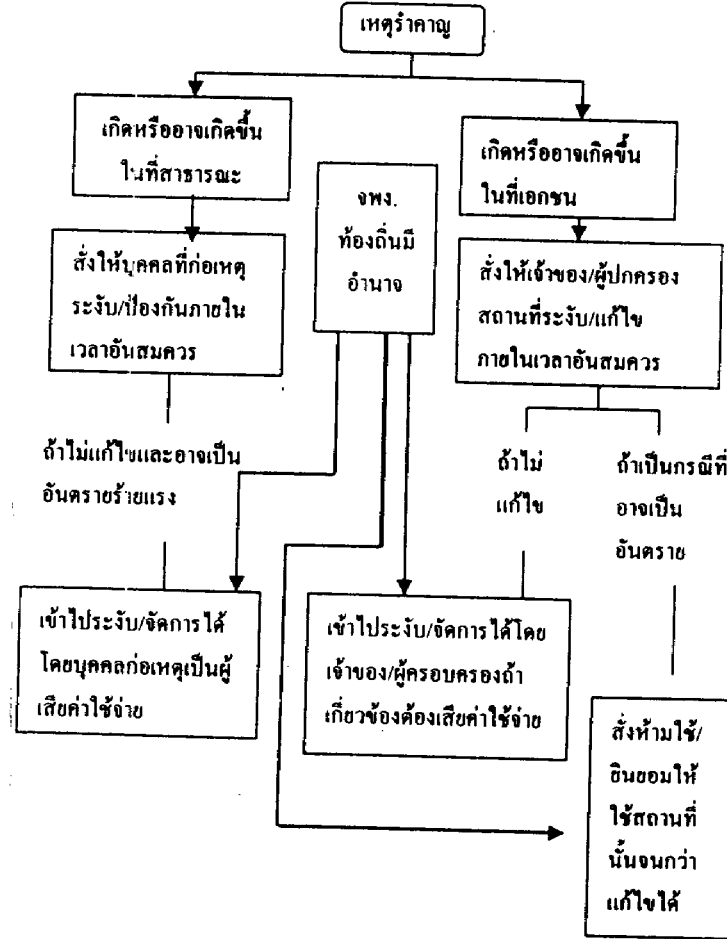 เหตุรำคาญ
เกิดหรืออาจเกิดขึ้น
ในที่สาธารณะ
เกิดหรืออาจเกิดขึ้น
ในที่เอกชน
จพง.
ท้องถิ่นมี
อำนาจ
สั่งให้บุคคลที่ก่อเหตุ
ระงับ/ป้องกันภายใน
เวลาอันสมควร
สั่งให้เจ้าของ/ผู้ปกครอง
สถานที่ระงับ/แก้ไข
ภายในเวลาอันสมควร
ถ้าไม่แก้ไขและอาจเป็น
อันตรายร้ายแรง
ถ้าไม่
แก้ไข
ถ้าเป็นกรณีที่
อาจเป็น
อันตราย
เข้าไประงับ/จัดการได้
โดยบุคคลก่อเหตุเป็นผู้
เสียค่าใช้จ่าย
เข้าไประงับ/จัดการได้โดย
เจ้าของ/ผู้ครอบครองถ้า
เกี่ยวข้องต้องเสียค่าใช้จ่าย
สั่งห้ามใช้/
ยินยอมให้
ใช้สถานที่
นั้นจนกว่า
แก้ไขได้